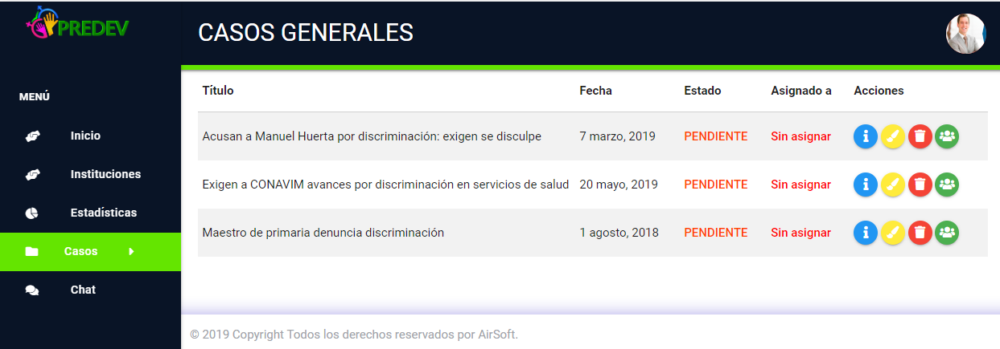 PREDEV
CASOS GENERALES
MENÚ
Inicio
Instituciones
Estadísticas
Casos
Chat
Título Fecha Estado Asignado a Acciones
Acusan a Manuel Huerta por discriminación: exigen se disculpe 7 marzo, 2019 PENDIENTE Sin asignar
Exigen a CONAVIM avances por discriminación en servicios de salud 20 mayo, 2019 PENDIENTE Sin asignar
Maestro de primaria denuncia discriminación 1 agosto, 2018 PENDIENTE Sin asignar
© 2019 Copyright Todos los derechos reservados por AirSoft.